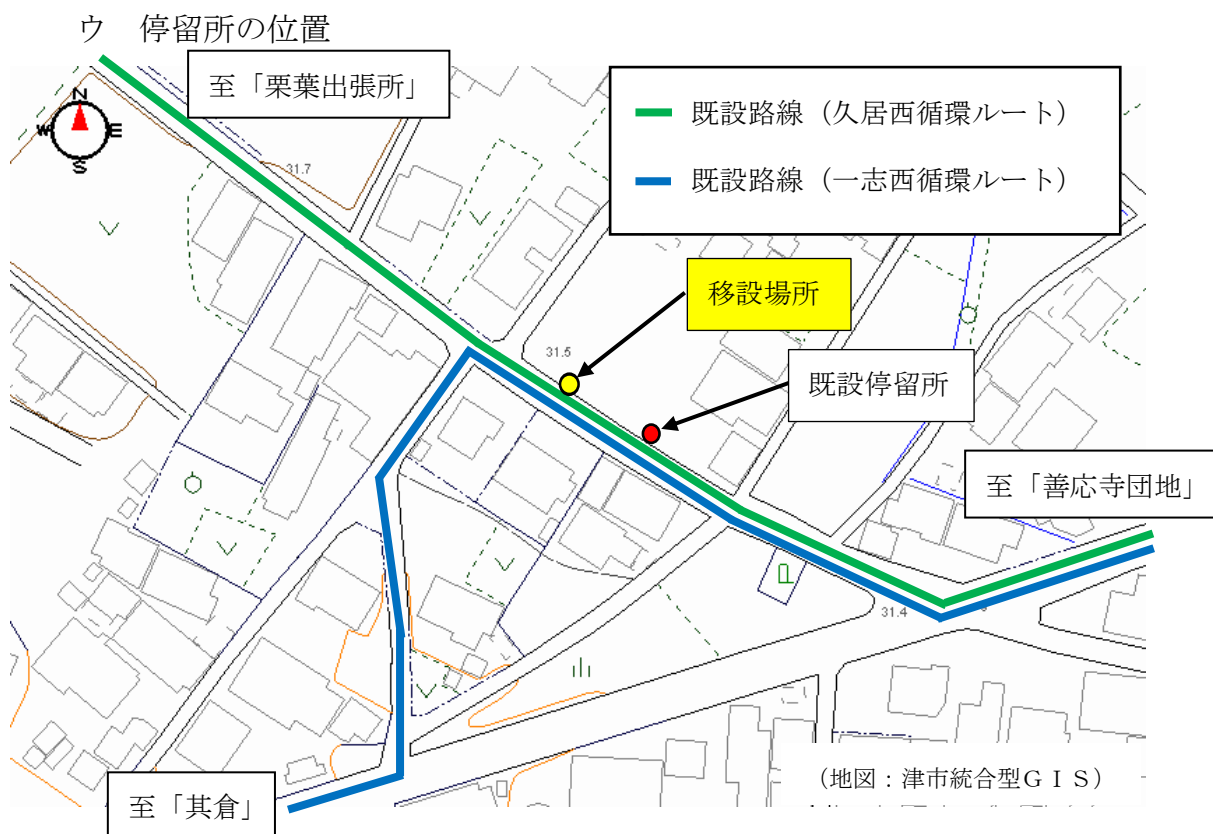 ウ 停留所の位置
至「栗葉出張所」
既設路線（久居西循環ルート）
既設路線（一志西循環ルート）
N
W
E
S
31.7
移設場所
31.5
既設停留所
至「善応寺団地」
31.4
（地図：津市統合型ＧＩＳ）
至「其倉」